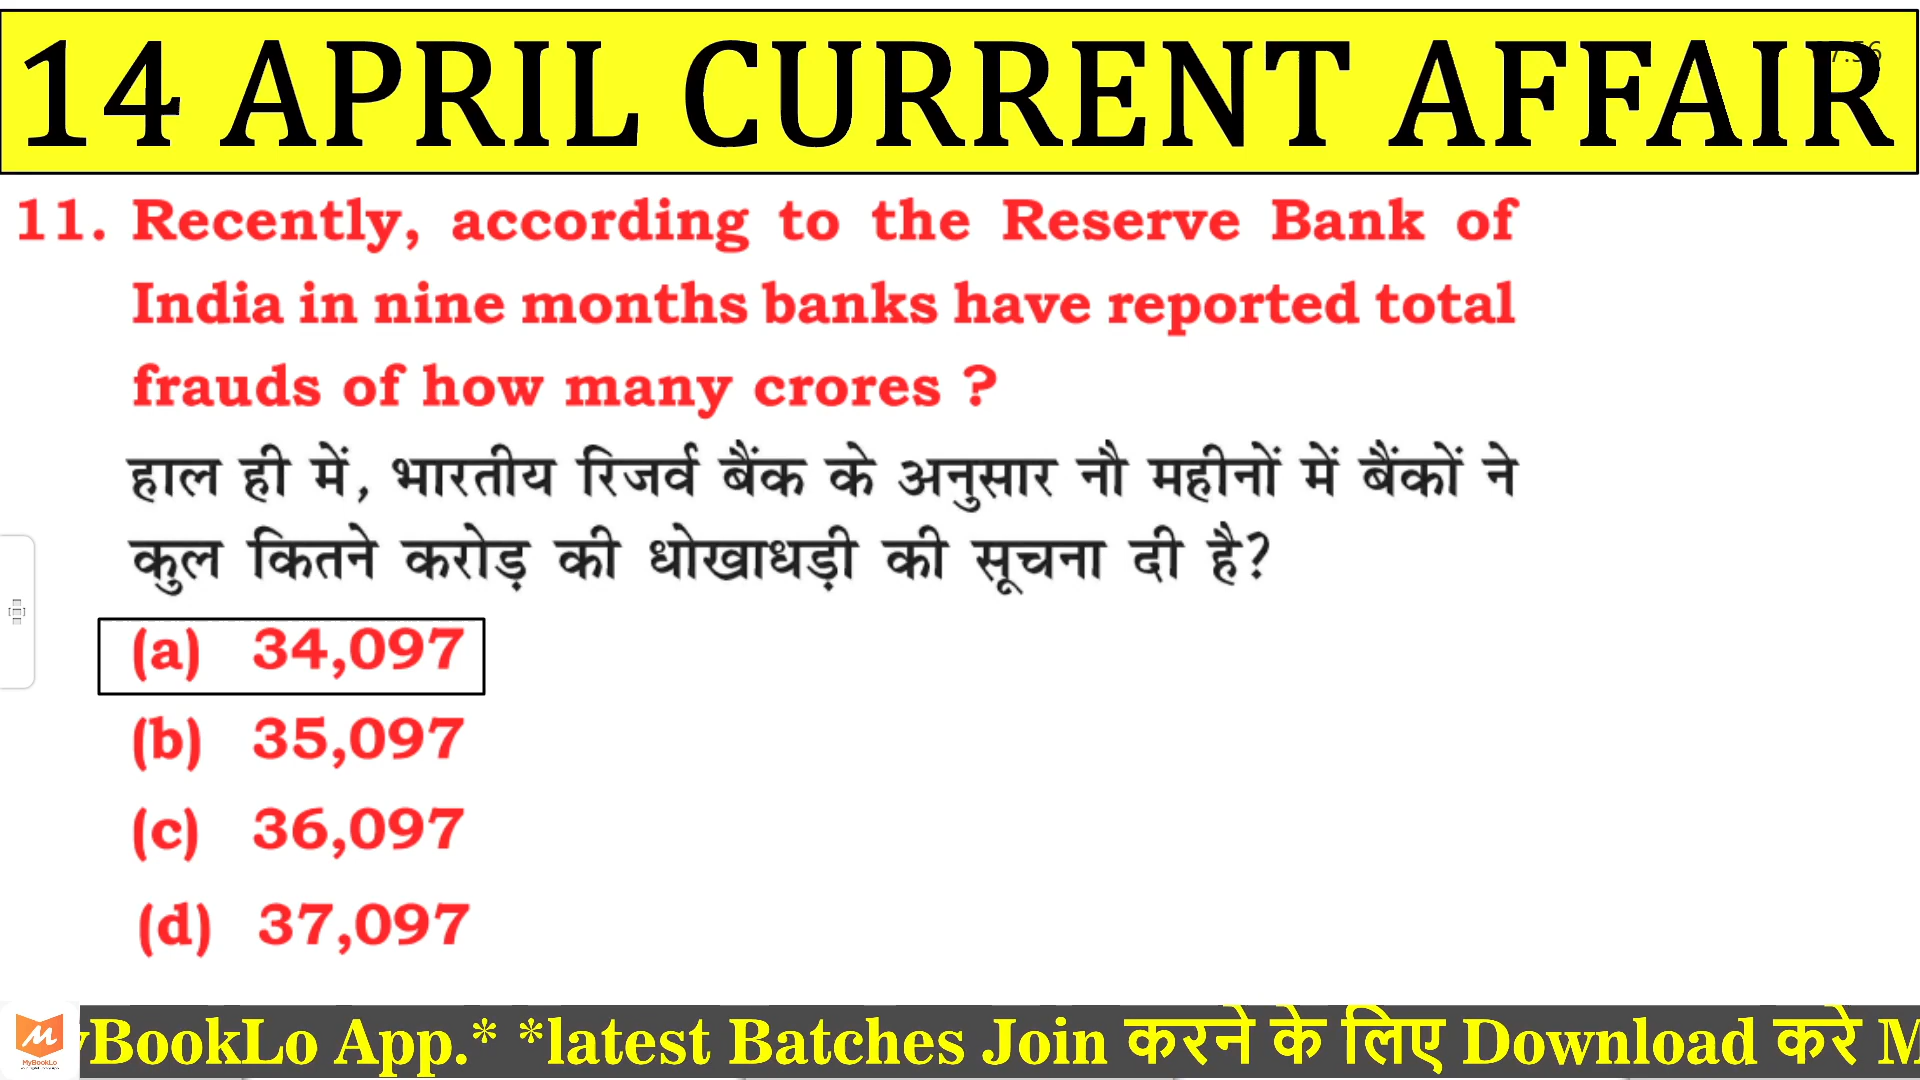 14 APRIL CURRENT AFFAIR
11. Recently, according to the Reserve Bank of
India in nine months banks have reported total
frauds of how many crores ?
हाल ही में, भारतीय रिजर्व बैंक के अनुसार नौ महीनों में बैंकों ने
कुल कितने करोड़ की धोखाधड़ी की सूचना दी है?
(a) 34,097
(b) 35,097
(c) 36,097
(d) 37,097
MyBookLo
yBookLo App.* *latest Batches Join करने के लिए Download करे M